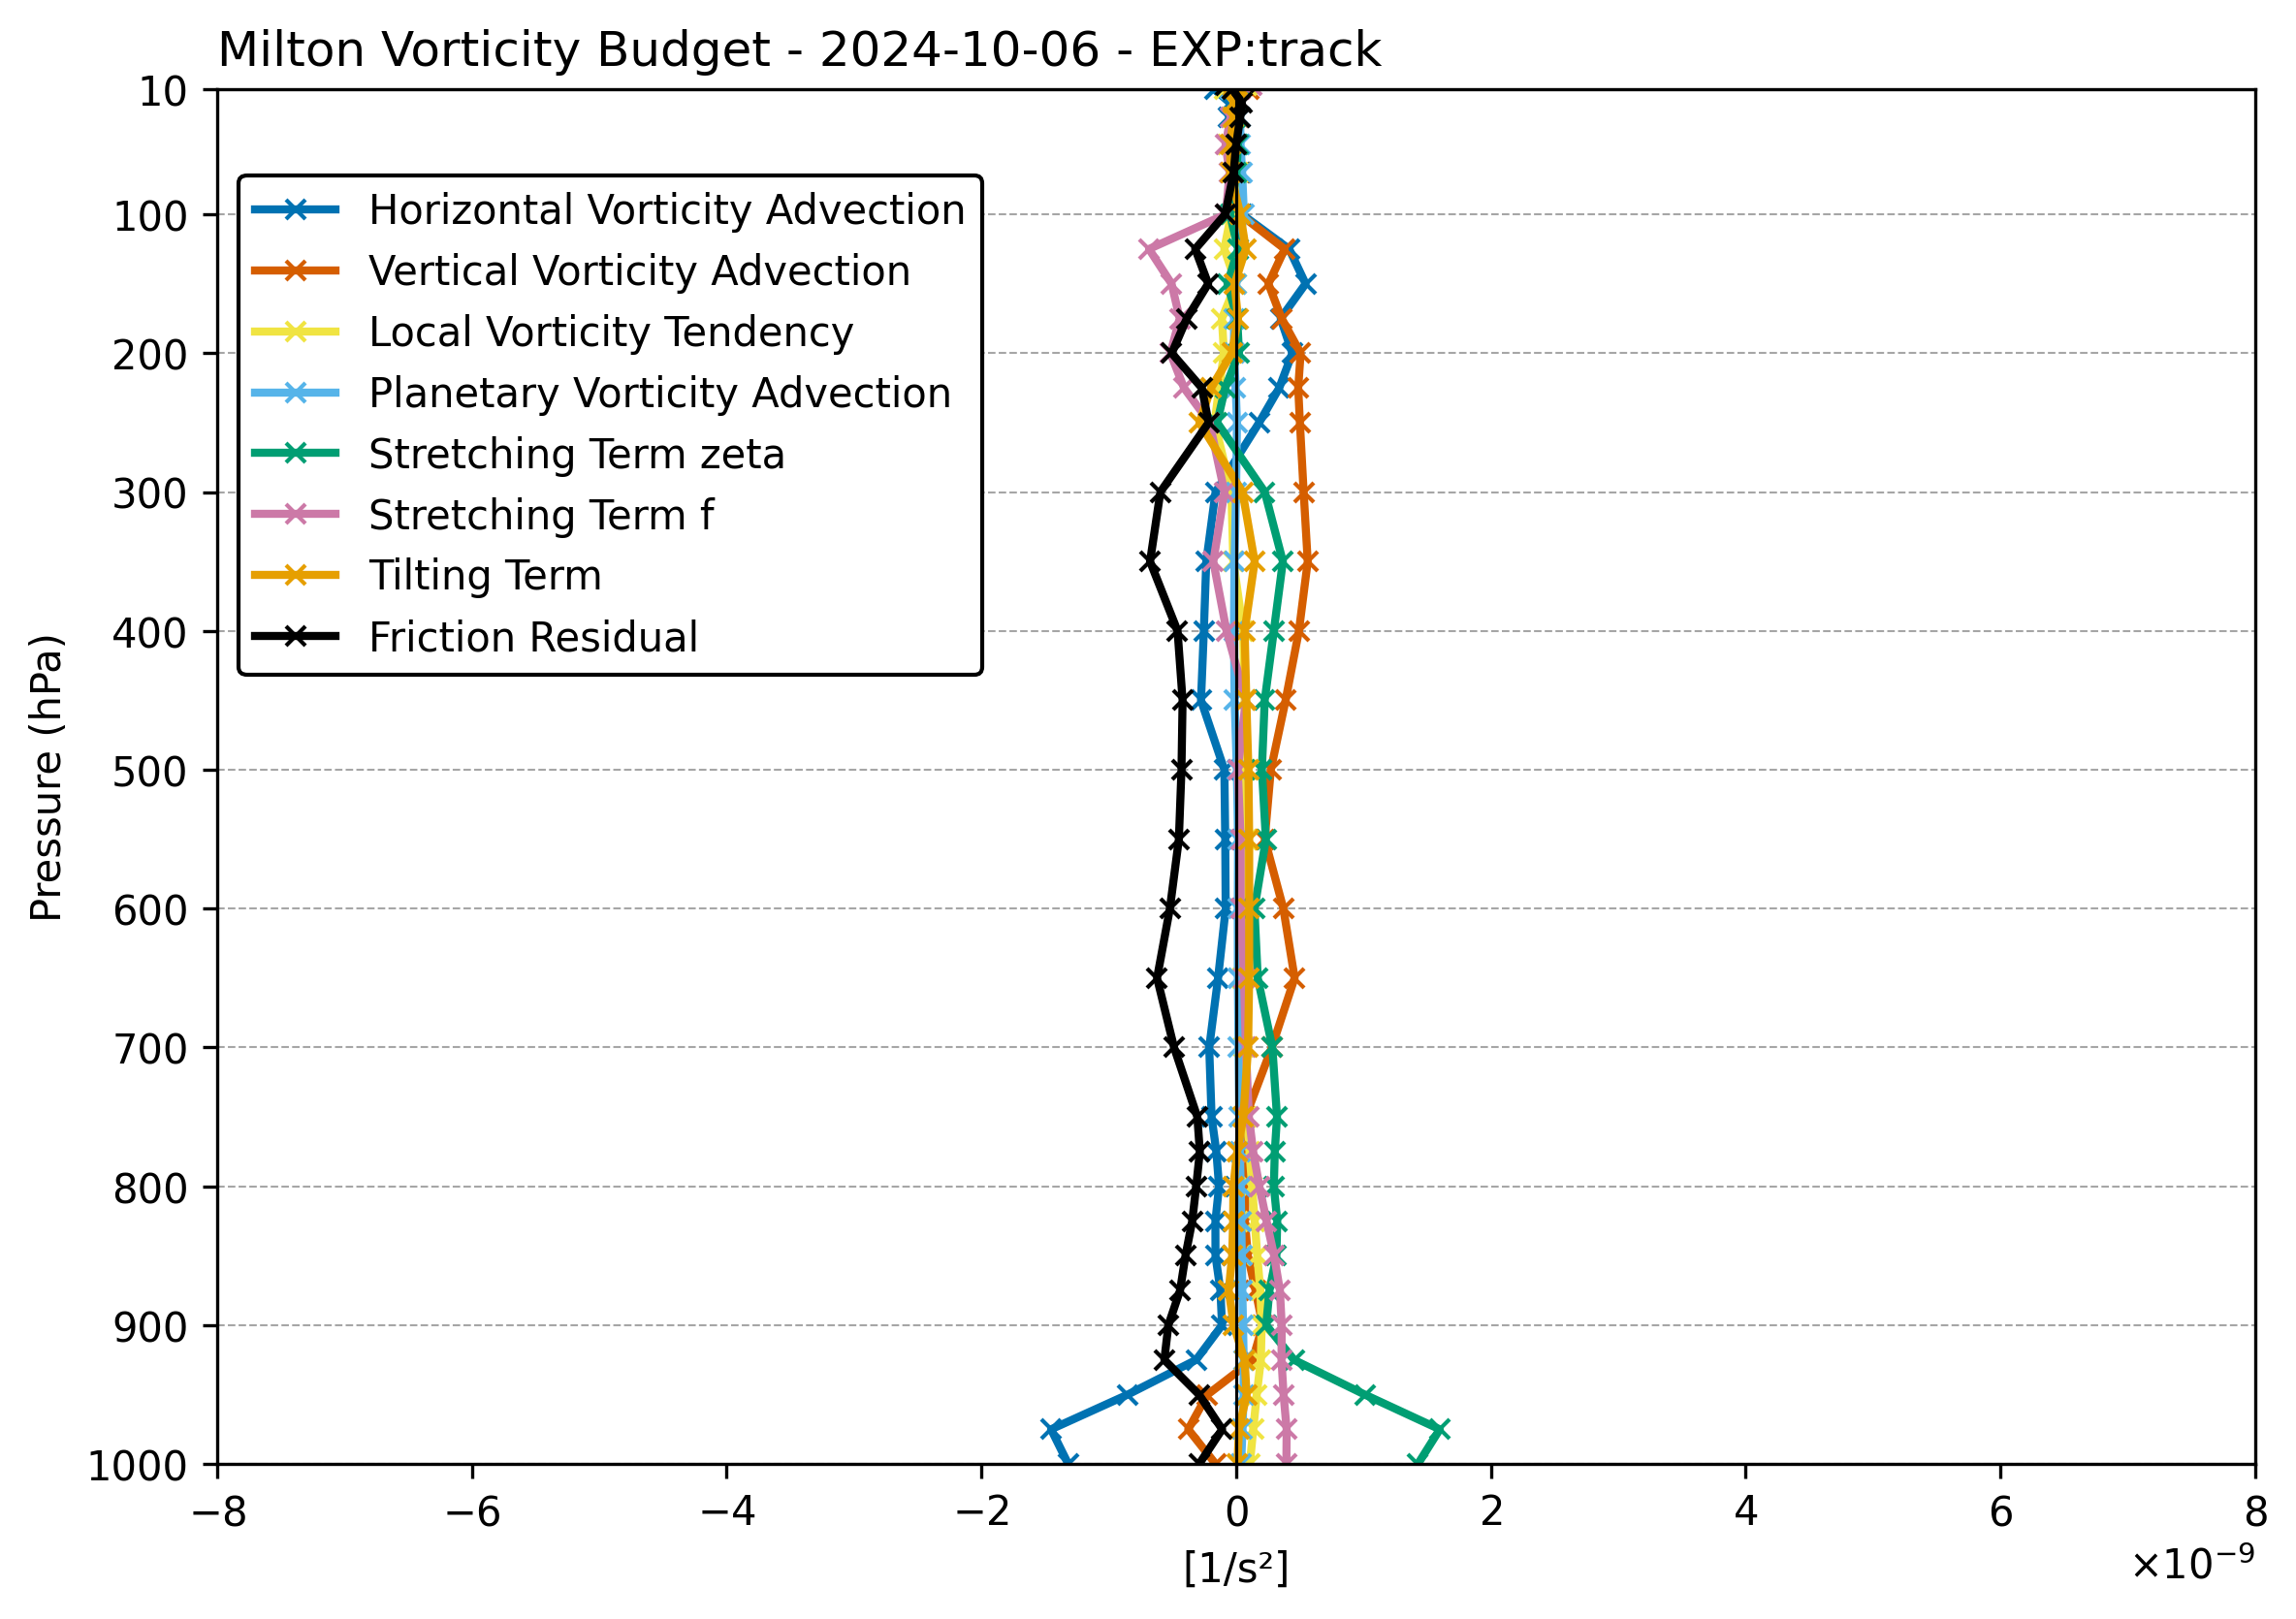 Milton Vorticity Budget - 2024-10-06 - EXP:track
10
100
200
300
400
500
600
700
800
900
1000
Pressure (hPa)
Horizontal Vorticity Advection
Vertical Vorticity Advection
Local Vorticity Tendency
Planetary Vorticity Advection
Stretching Term zeta
Stretching Term f
Tilting Term
Friction Residual
−8 −6 −4 −2 0 2 4 6 8
[1/s²]
×10⁻⁹